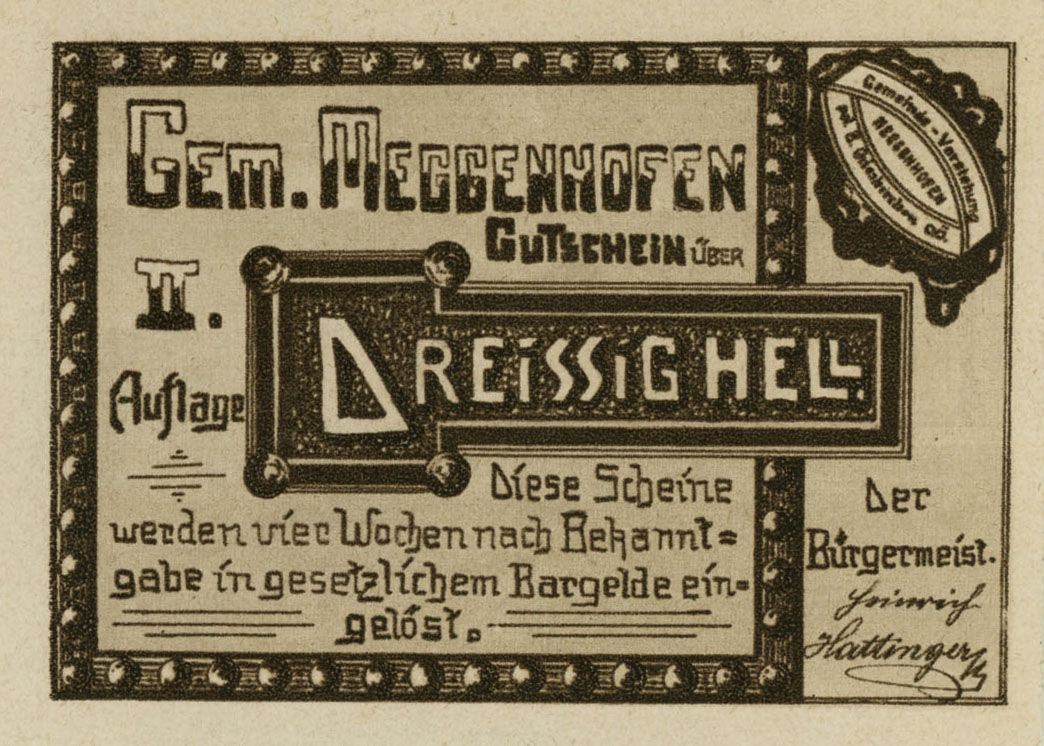 GEM. MEGGENHOFEN
GUTSCHEIN ÜBER
II.
Auflage
DREISSIG HELL.
Diese Scheine
werden vier Wochen nach Bekannt=
gabe in gesetzlichem Bargelde ein=
gelöst.
Gemeinde-Vorstehung
MEGGENHOFEN
OÖ.
Der
Bürgermeist.
Heinrich
Hattinger